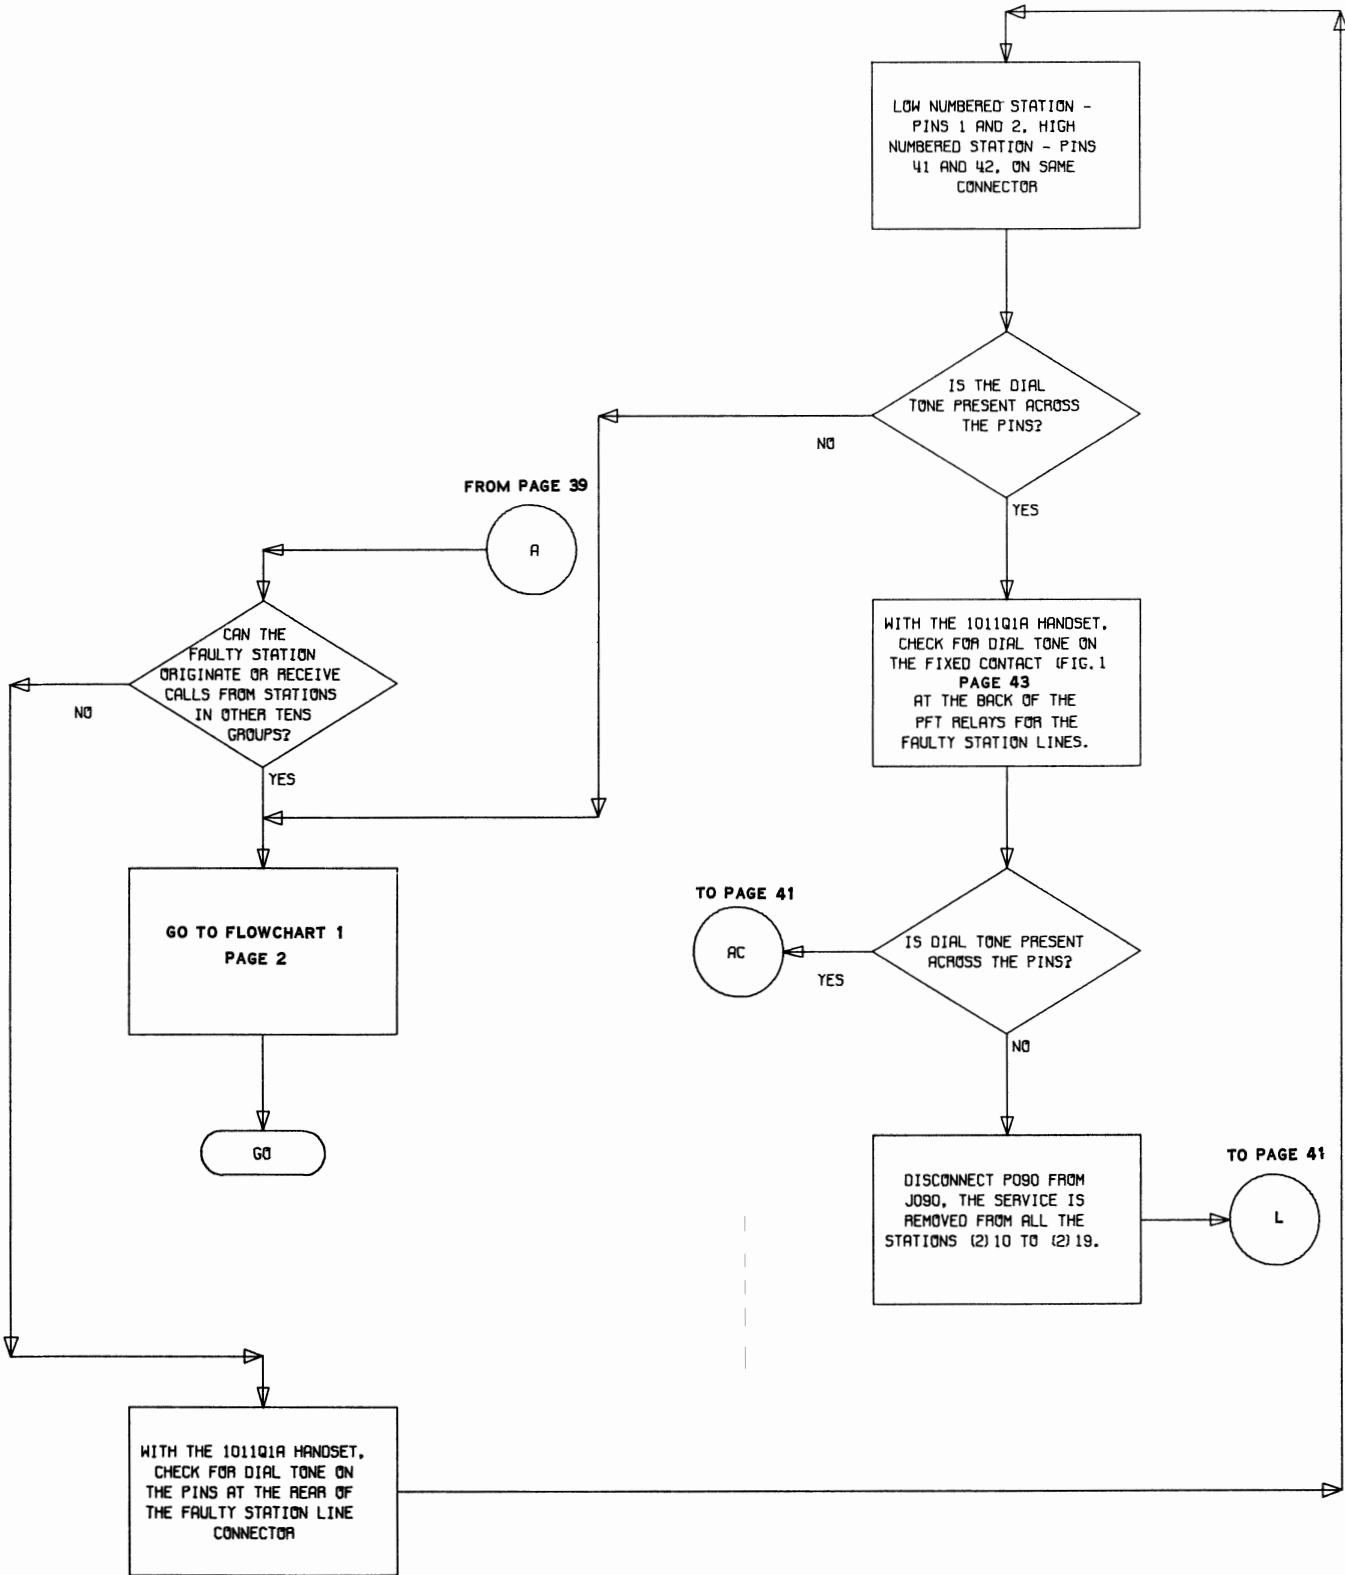 LOW NUMBERED STATION -
PINS 1 AND 2, HIGH
NUMBERED STATION - PINS
41 AND 42, ON SAME
CONNECTOR
IS THE DIAL
TONE PRESENT ACROSS
THE PINS?
NO
YES
FROM PAGE 39
A
CAN THE
FAULTY STATION
ORIGINATE OR RECEIVE
CALLS FROM STATIONS
IN OTHER TENS
GROUPS?
NO
YES
WITH THE 1011Q1A HANDSET,
CHECK FOR DIAL TONE ON
THE FIXED CONTACT (FIG.1
PAGE 43
AT THE BACK OF THE
PFT RELAYS FOR THE
FAULTY STATION LINES.
GO TO FLOWCHART 1
PAGE 2
GO
TO PAGE 41
AC
IS DIAL TONE PRESENT
ACROSS THE PINS?
YES
NO
DISCONNECT P090 FROM
J090, THE SERVICE IS
REMOVED FROM ALL THE
STATIONS (2)10 TO (2)19.
TO PAGE 41
L
WITH THE 1011Q1A HANDSET,
CHECK FOR DIAL TONE ON
THE PINS AT THE REAR OF
THE FAULTY STATION LINE
CONNECTOR